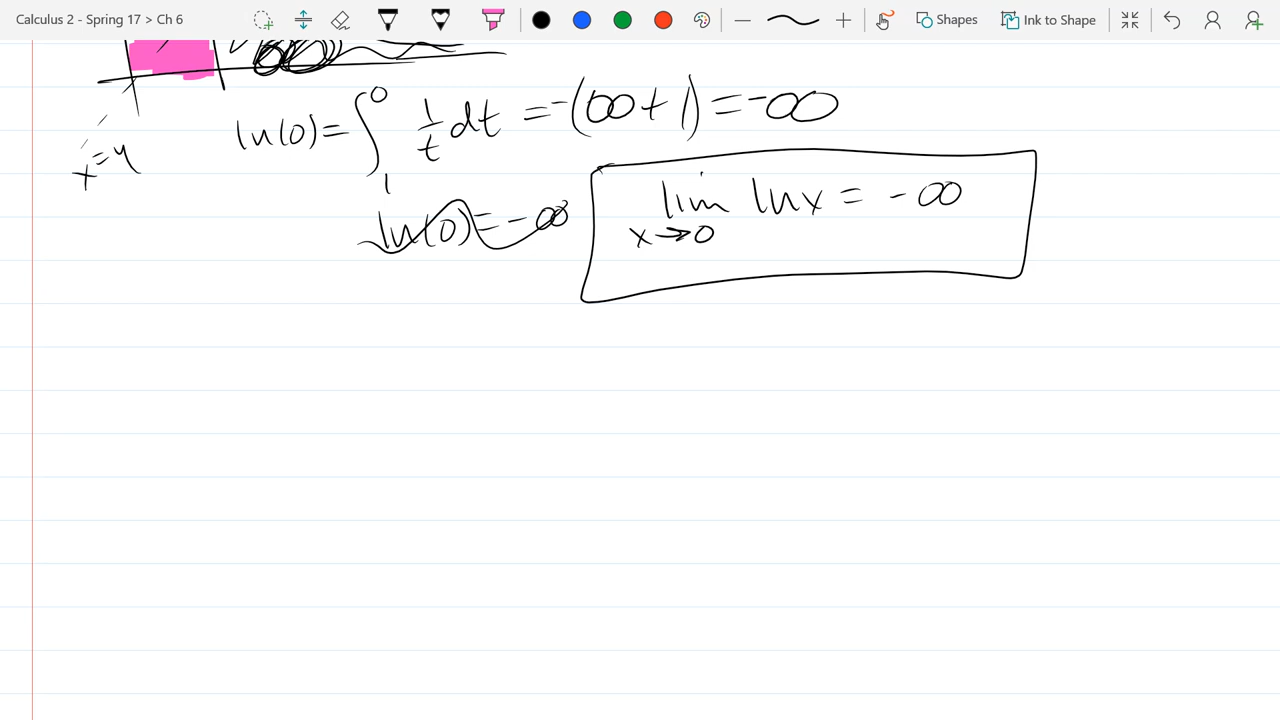 Calculus 2 - Spring 17 > Ch 6
Shapes
Ink to Shape
ln(0) = ∫₁⁰ 1/t dt = -(∞+1) = -∞
x=y
ln(0) = -∞
lim x→0 ln x = -∞